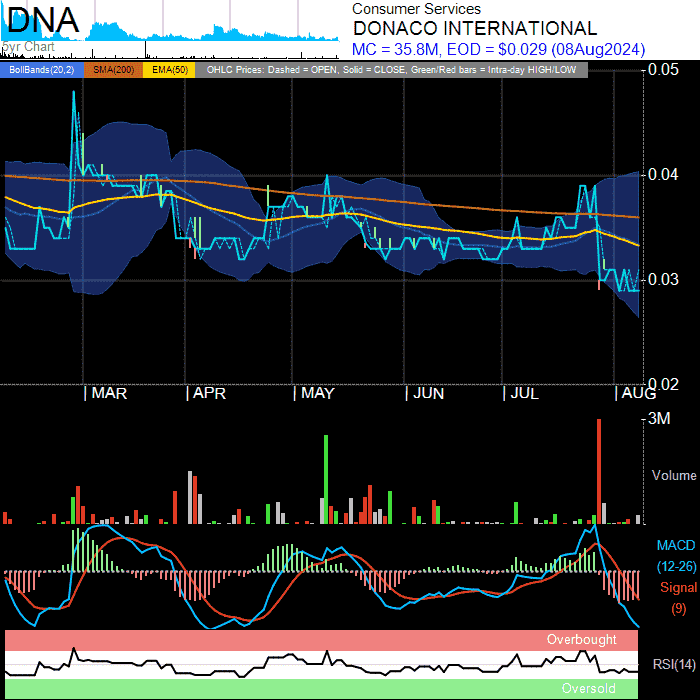 DNA
5yr Chart
Consumer Services
DONACO INTERNATIONAL
MC = 35.8M, EOD = $0.029 (08Aug2024)
BollBands(20,2) SMA(200) EMA(50) OHLC Prices: Dashed = OPEN, Solid = CLOSE, Green/Red bars = Intra-day HIGH/LOW
0.05
0.04
0.03
0.02
| MAR | APR | MAY | JUN | JUL | AUG
3M
Volume
MACD
(12-26)
Signal
(9)
Overbought
RSI(14)
Oversold